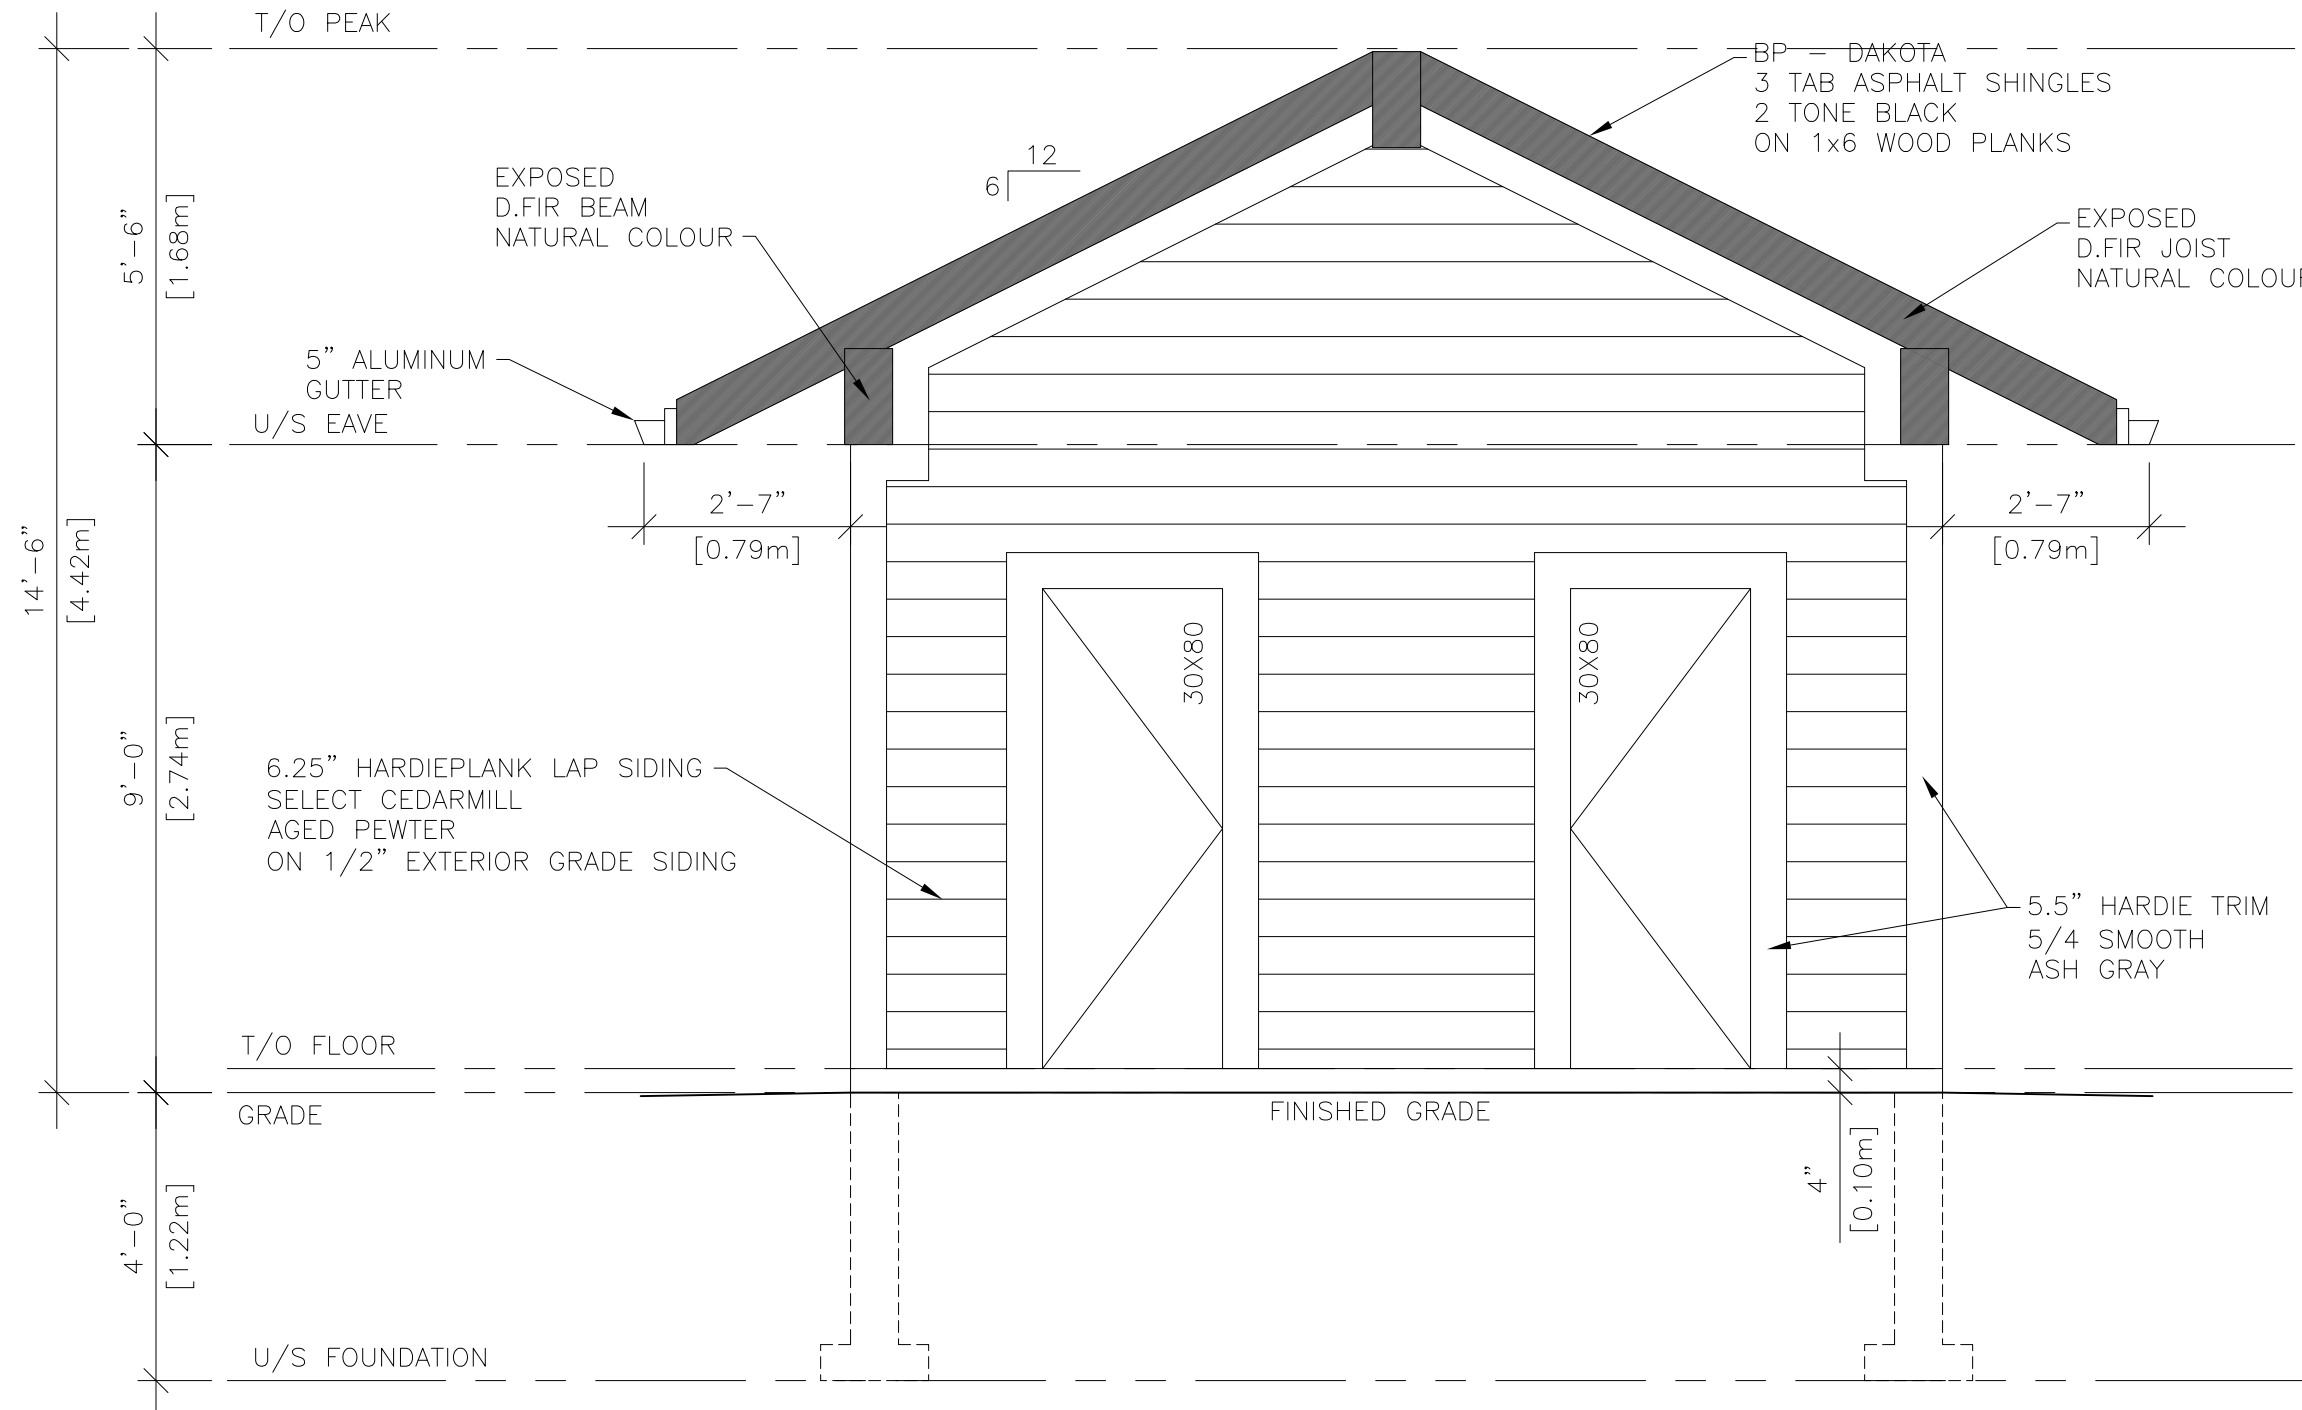 T/O PEAK
BP – DAKOTA
3 TAB ASPHALT SHINGLES
2 TONE BLACK
ON 1x6 WOOD PLANKS
12
6
EXPOSED
D.FIR BEAM
NATURAL COLOUR
EXPOSED
D.FIR JOIST
NATURAL COLOUR
5'–6"
[1.68m]
5" ALUMINUM
GUTTER
U/S EAVE
2'–7"
[0.79m]
2'–7"
[0.79m]
14'–6"
[4.42m]
30X80
30X80
9'–0"
[2.74m]
6.25" HARDIEPLANK LAP SIDING
SELECT CEDARMILL
AGED PEWTER
ON 1/2" EXTERIOR GRADE SIDING
5.5" HARDIE TRIM
5/4 SMOOTH
ASH GRAY
T/O FLOOR
GRADE
FINISHED GRADE
4"
[0.10m]
4'–0"
[1.22m]
U/S FOUNDATION